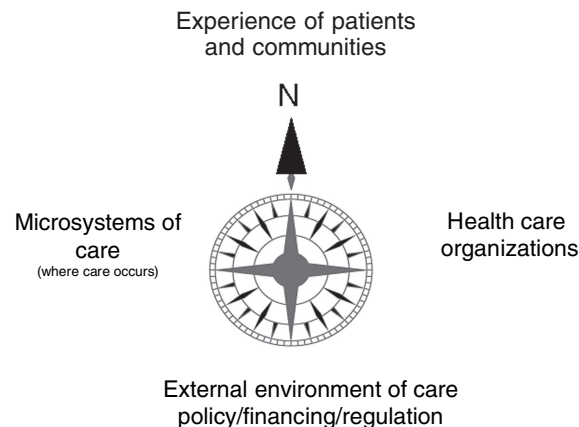 Experience of patients
and communities
N
Microsystems of
care
(where care occurs)
Health care
organizations
External environment of care
policy/financing/regulation